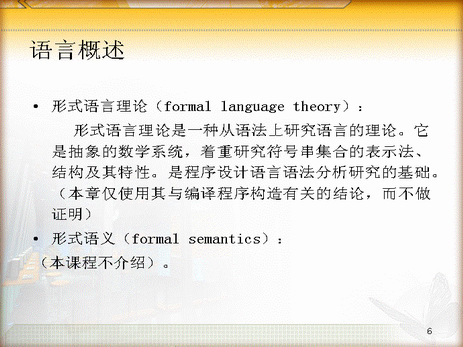 语言概述
• 形式语言理论（formal language theory）：
形式语言理论是一种从语法上研究语言的理论。它
是抽象的数学系统，着重研究符号串集合的表示法、
结构及其特性。是程序设计语言语法分析研究的基础。
（本章仅使用其与编译程序构造有关的结论，而不做
证明）
• 形式语义（formal semantics）：
（本课程不介绍）。
6